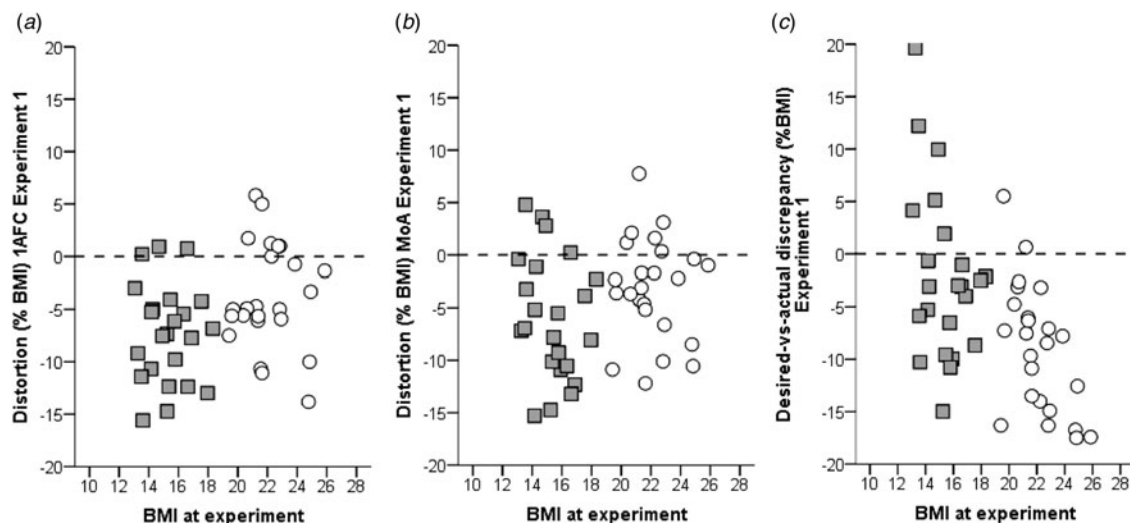 (a)
20
15
10
5
0
-5
-10
-15
-20
Distortion (% BMI) 1AFC Experiment 1
10 12 14 16 18 20 22 24 26 28
BMI at experiment
(b)
20
15
10
5
0
-5
-10
-15
-20
Distortion (% BMI) MoA Experiment 1
10 12 14 16 18 20 22 24 26 28
BMI at experiment
(c)
20
15
10
5
0
-5
-10
-15
-20
Desired-vs-actual discrepancy (%BMI)
Experiment 1
10 12 14 16 18 20 22 24 26 28
BMI at experiment